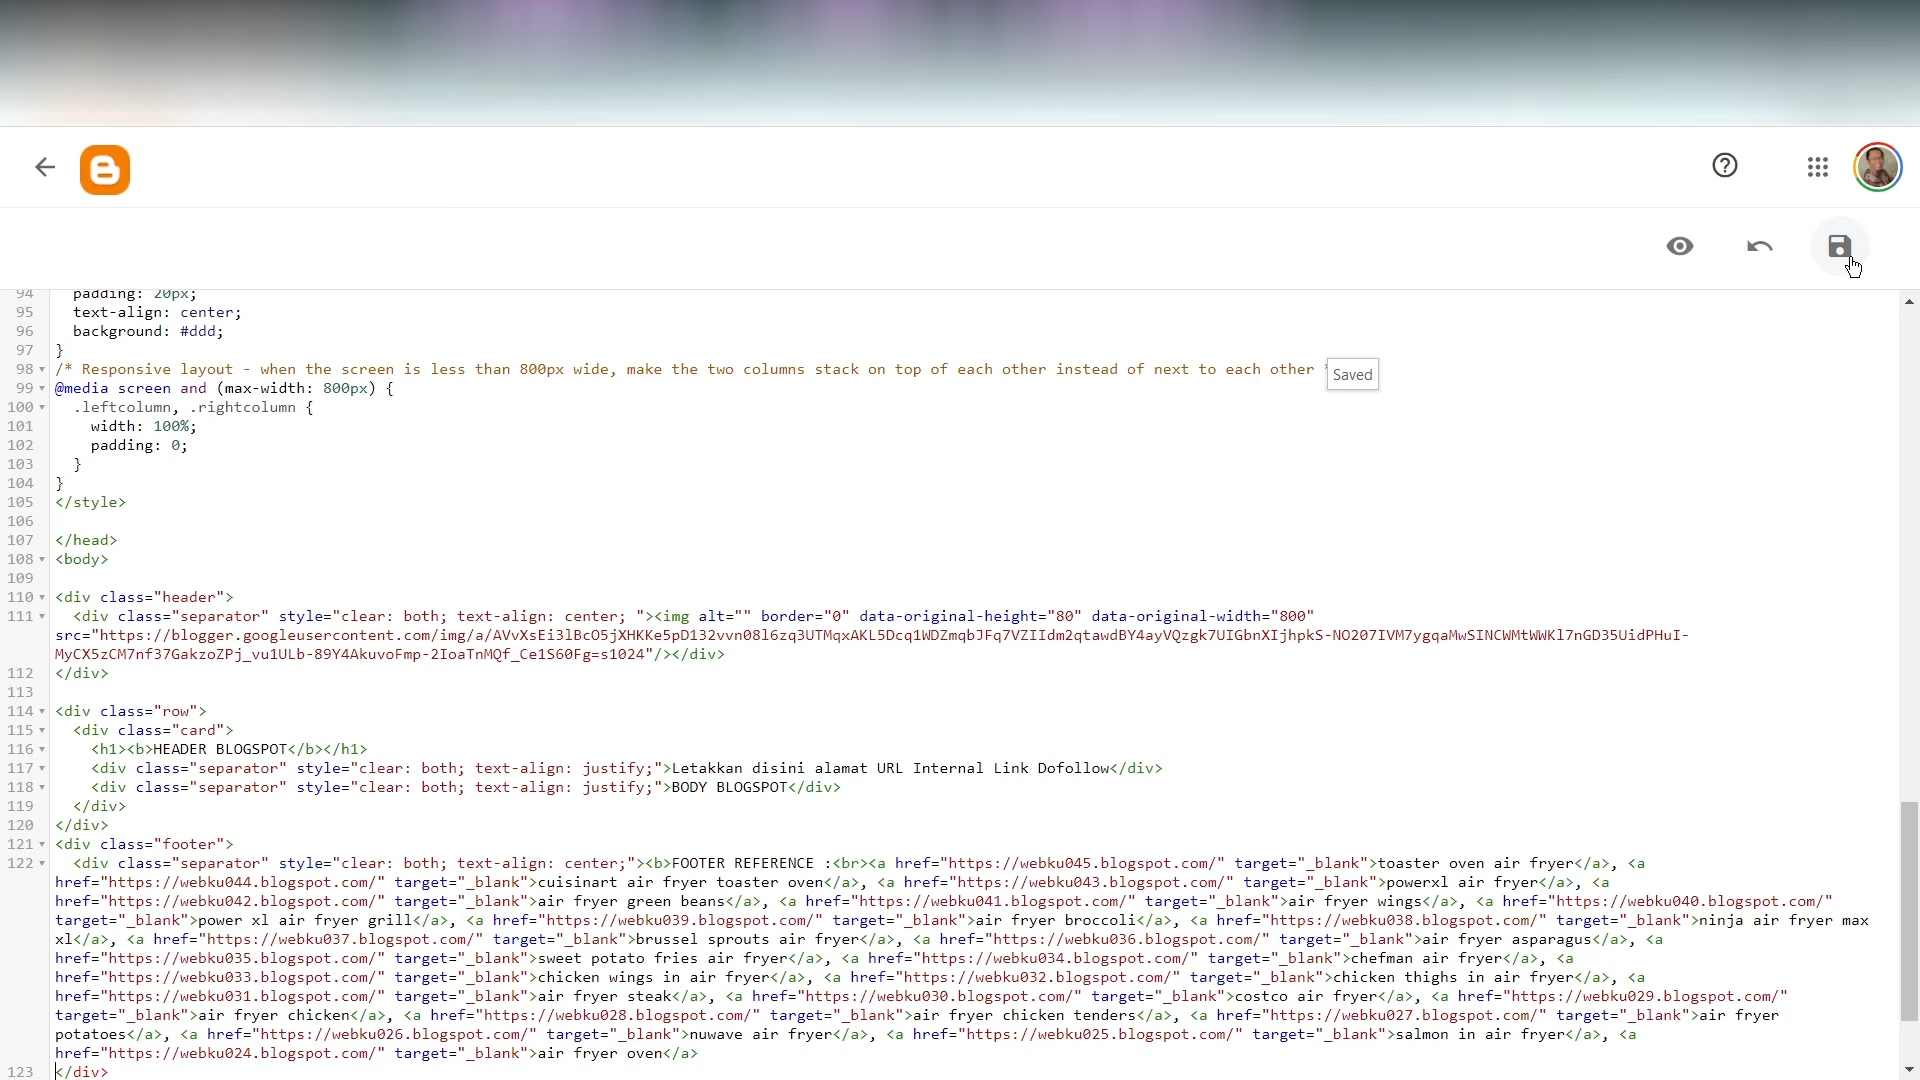 94 padding: 20px;
95 text-align: center;
96 background: #ddd;
97 }
98 /* Responsive layout - when the screen is less than 800px wide, make the two columns stack on top of each other instead of next to each other
Saved
99 @media screen and (max-width: 800px) {
100 .leftcolumn, .rightcolumn {
101 width: 100%;
102 padding: 0;
103 }
104 }
105 </style>
106
107 </head>
108 <body>
109
110 <div class="header">
111 <div class="separator" style="clear: both; text-align: center; "><img alt="" border="0" data-original-height="80" data-original-width="800"
src="https://blogger.googleusercontent.com/img/a/AVvXsEi3lBcO5jXHKKe5pD132vvn08l6zq3UTMqxAKL5Dcq1WDZmqbJFq7VZIIdm2qtawdBY4ayVQzgk7UIGbnXIjhpkS-NO207IVM7ygqaMwSINCWMtWWKl7nGD35UidPHuI-
MyCX5zCM7nf37GakzoZPj_vu1ULb-89Y4AkuvoFmp-2IoaTnMQf_Ce1S60Fg=s1024"/></div>
112 </div>
113
114 <div class="row">
115 <div class="card">
116 <h1><b>HEADER BLOGSPOT</b></h1>
117 <div class="separator" style="clear: both; text-align: justify;">Letakkan disini alamat URL Internal Link Dofollow</div>
118 <div class="separator" style="clear: both; text-align: justify;">BODY BLOGSPOT</div>
119 </div>
120 </div>
121 <div class="footer">
122 <div class="separator" style="clear: both; text-align: center;"><b>FOOTER REFERENCE :<br><a href="https://webku045.blogspot.com/" target="_blank">toaster oven air fryer</a>, <a
href="https://webku044.blogspot.com/" target="_blank">cuisinart air fryer toaster oven</a>, <a href="https://webku043.blogspot.com/" target="_blank">powerxl air fryer</a>, <a
href="https://webku042.blogspot.com/" target="_blank">air fryer green beans</a>, <a href="https://webku041.blogspot.com/" target="_blank">air fryer wings</a>, <a href="https://webku040.blogspot.com/"
target="_blank">power xl air fryer grill</a>, <a href="https://webku039.blogspot.com/" target="_blank">air fryer broccoli</a>, <a href="https://webku038.blogspot.com/" target="_blank">ninja air fryer max
xl</a>, <a href="https://webku037.blogspot.com/" target="_blank">brussel sprouts air fryer</a>, <a href="https://webku036.blogspot.com/" target="_blank">air fryer asparagus</a>, <a
href="https://webku035.blogspot.com/" target="_blank">sweet potato fries air fryer</a>, <a href="https://webku034.blogspot.com/" target="_blank">chefman air fryer</a>, <a
href="https://webku033.blogspot.com/" target="_blank">chicken wings in air fryer</a>, <a href="https://webku032.blogspot.com/" target="_blank">chicken thighs in air fryer</a>, <a
href="https://webku031.blogspot.com/" target="_blank">air fryer steak</a>, <a href="https://webku030.blogspot.com/" target="_blank">costco air fryer</a>, <a href="https://webku029.blogspot.com/"
target="_blank">air fryer chicken</a>, <a href="https://webku028.blogspot.com/" target="_blank">air fryer chicken tenders</a>, <a href="https://webku027.blogspot.com/" target="_blank">air fryer
potatoes</a>, <a href="https://webku026.blogspot.com/" target="_blank">nuwave air fryer</a>, <a href="https://webku025.blogspot.com/" target="_blank">salmon in air fryer</a>, <a
href="https://webku024.blogspot.com/" target="_blank">air fryer oven</a>
123 </div>